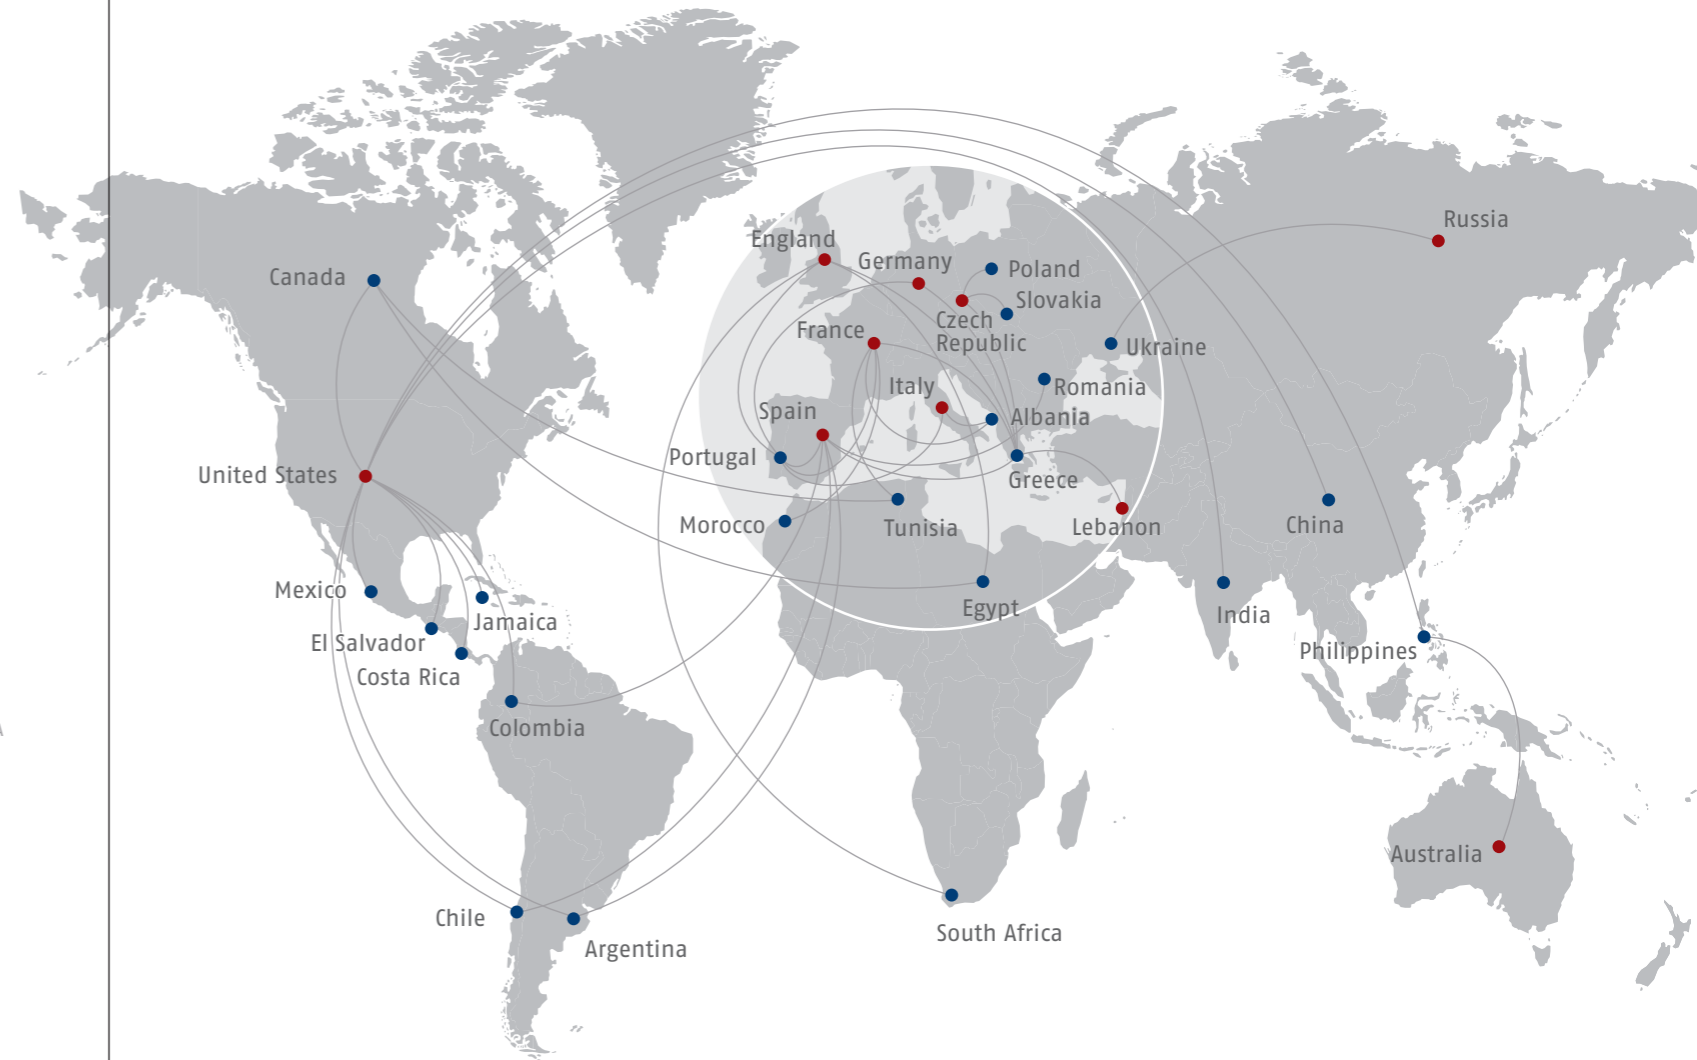 Russia
England
Germany
Poland
Canada
Slovakia
Czech
Republic
France
Ukraine
Italy
Romania
Spain
Albania
Portugal
United States
Greece
Morocco
Tunisia
Lebanon
China
Mexico
Egypt
India
Jamaica
El Salvador
Philippines
Costa Rica
Colombia
Australia
Chile
South Africa
Argentina